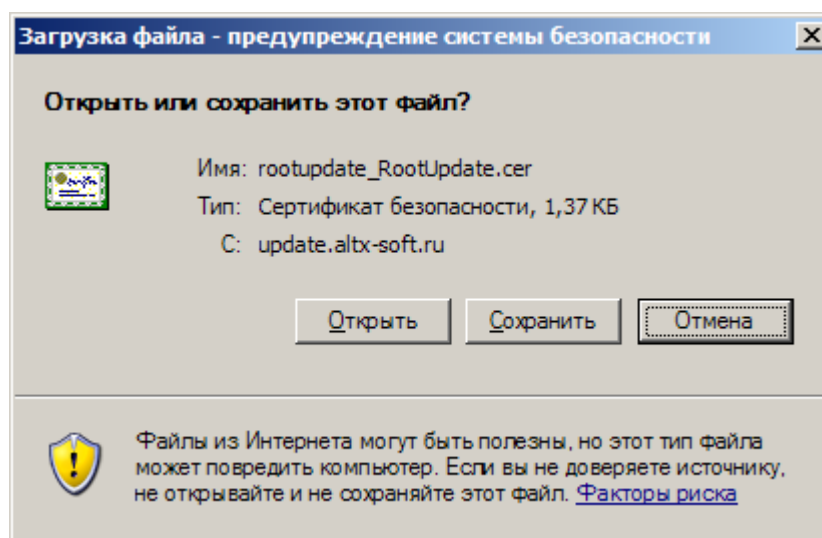 Загрузка файла - предупреждение системы безопасности
Открыть или сохранить этот файл?
Имя: rootupdate_RootUpdate.cer
Тип: Сертификат безопасности, 1,37 КБ
С: update.altx-soft.ru
Открыть Сохранить Отмена
Файлы из Интернета могут быть полезны, но этот тип файла
может повредить компьютер. Если вы не доверяете источнику,
не открывайте и не сохраняйте этот файл. Факторы риска